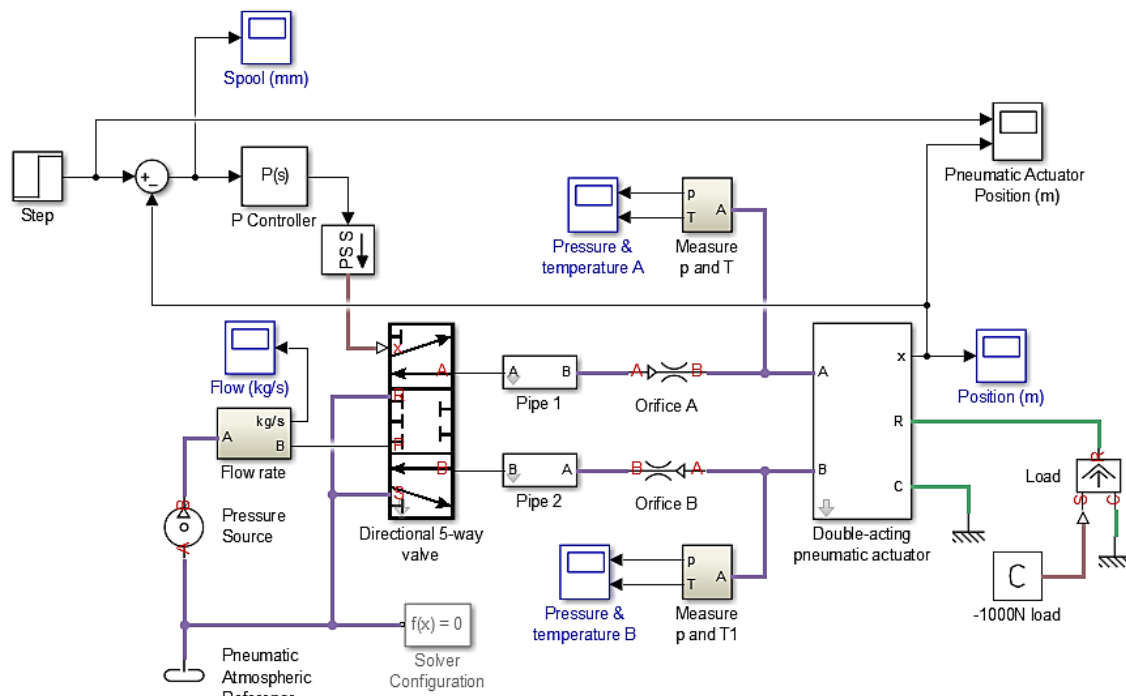 Spool (mm)
Step
P(s)
P Controller
PS S
Pneumatic Actuator
Position (m)
p
T
A
Pressure &
temperature A
Measure
p and T
Flow (kg/s)
kg/s
A
B
Flow rate
x
A
R
P
B
S
Directional 5-way
valve
A
B
Pipe 1
A
B
Orifice A
B
A
Pipe 2
B
A
Orifice B
A
B
x
R
C
Double-acting
pneumatic actuator
Position (m)
Load
R
S
C
C
-1000N load
B
A
Pressure
Source
p
T
A
Pressure &
temperature B
Measure
p and T1
f(x) = 0
Solver
Configuration
Pneumatic
Atmospheric
Reference